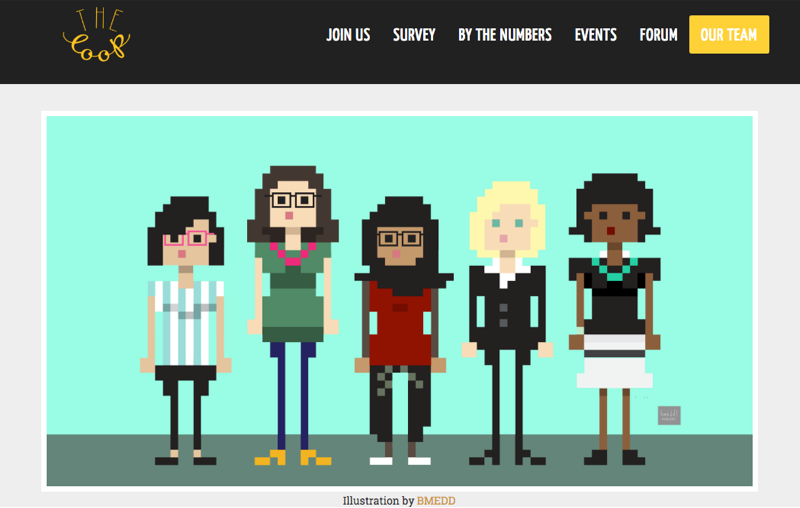 THE
Coop
JOIN US SURVEY BY THE NUMBERS EVENTS FORUM OUR TEAM
Illustration by BMEDD